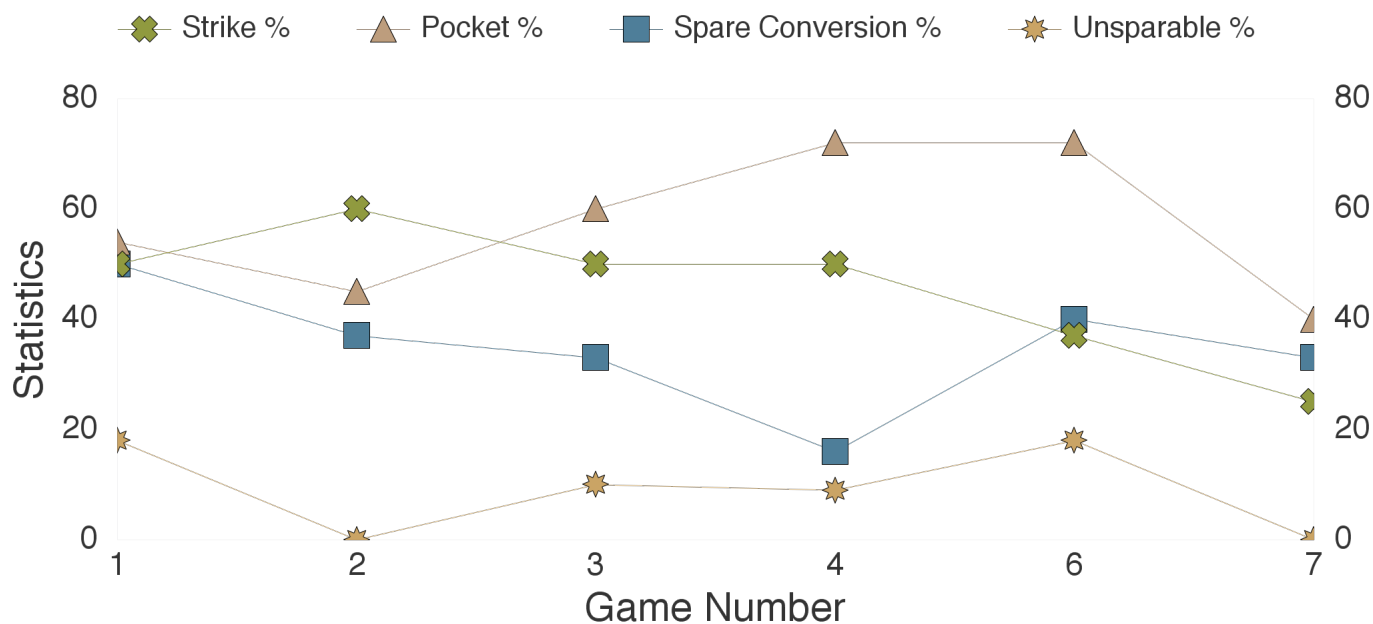 Strike % Pocket % Spare Conversion % Unsparable %
80 80
60 60
40 40
20 20
0 0
Statistics
1 2 3 4 6 7
Game Number